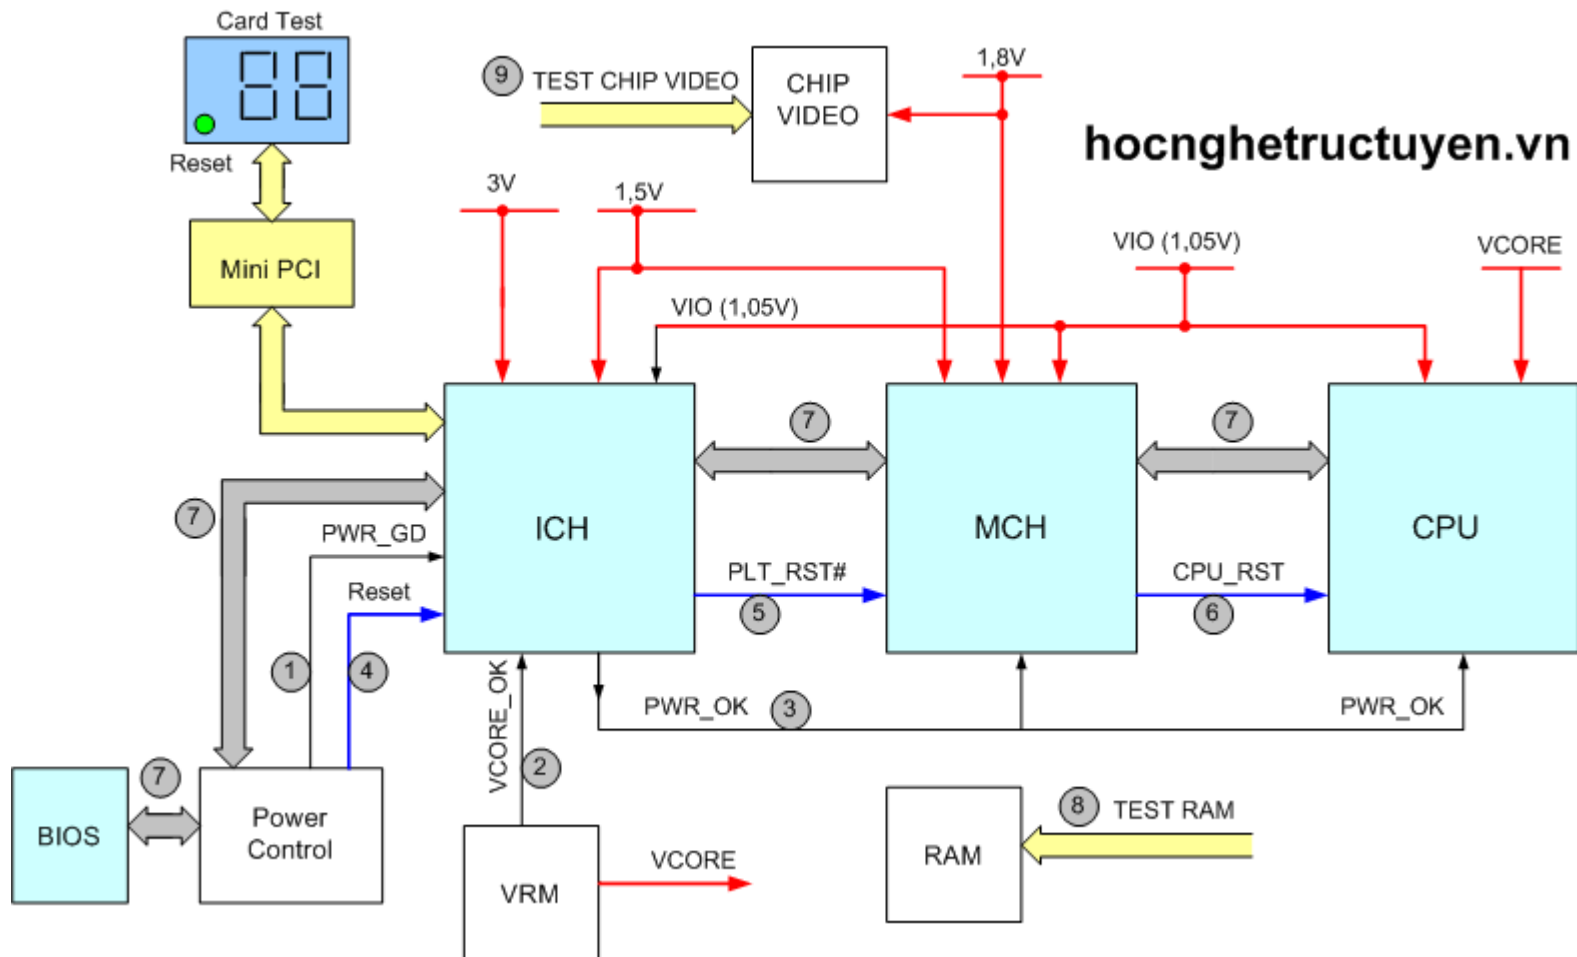 Card Test
88
Reset
Mini PCI
9
TEST CHIP VIDEO
CHIP
VIDEO
1,8V
hocnghetructuyen.vn
3V
1,5V
VIO (1,05V)
VIO (1,05V)
VCORE
7
7
7
ICH
MCH
CPU
PWR_GD
Reset
PLT_RST#
5
CPU_RST
6
1
4
VCORE_OK
2
PWR_OK
3
PWR_OK
7
BIOS
Power
Control
VRM
VCORE
RAM
8
TEST RAM